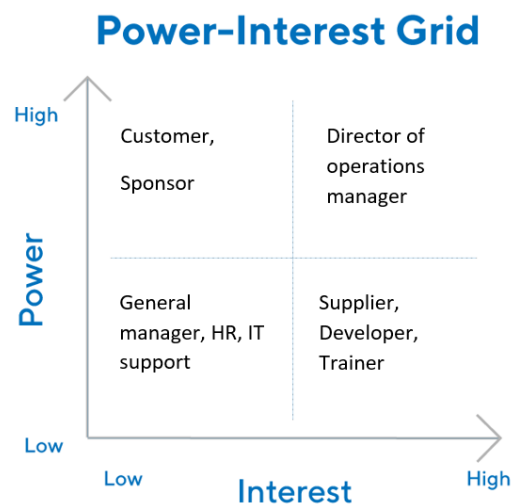 Power-Interest Grid
High
Customer,
Sponsor
Director of
operations
manager
Power
General
manager, HR, IT
support
Supplier,
Developer,
Trainer
Low
Low
Interest
High